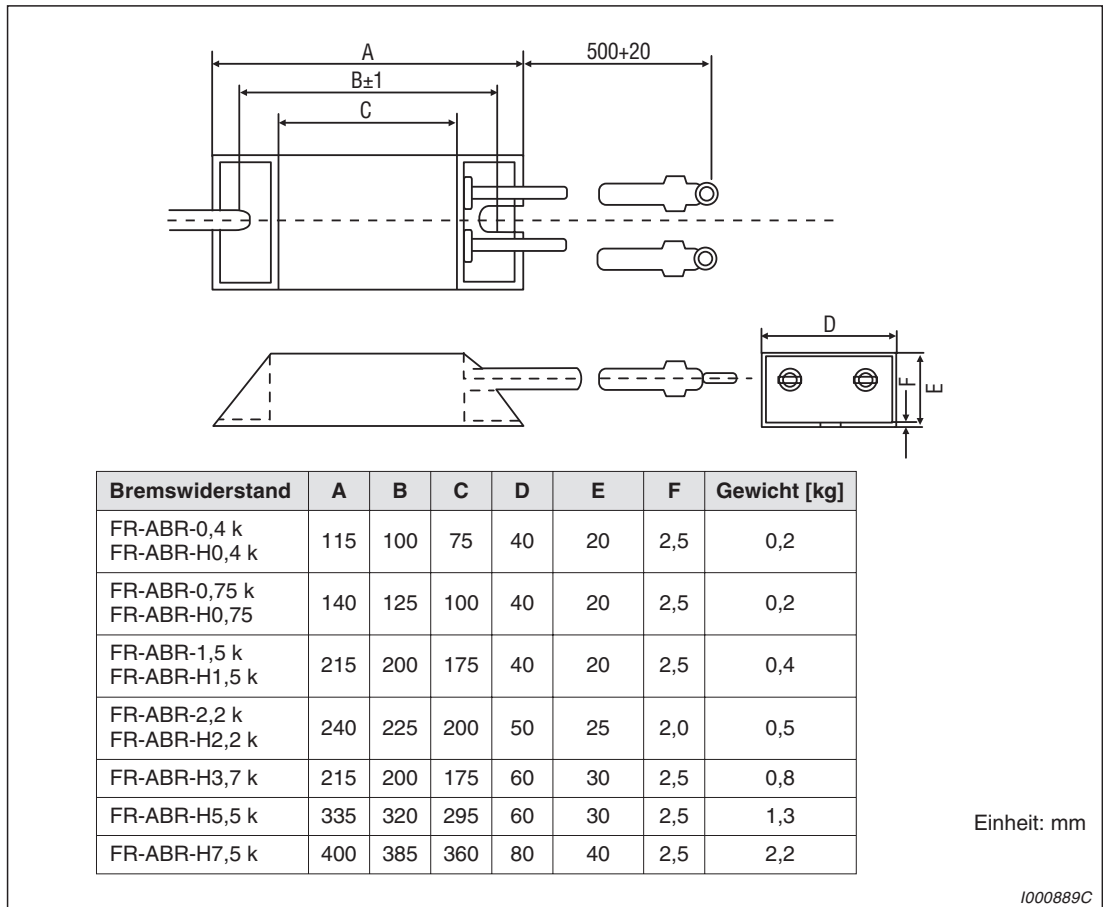 A
500+20
B±1
C
D
F
E
Bremswiderstand A B C D E F Gewicht [kg]
FR-ABR-0,4 k
FR-ABR-H0,4 k
115 100 75 40 20 2,5 0,2
FR-ABR-0,75 k
FR-ABR-H0,75
140 125 100 40 20 2,5 0,2
FR-ABR-1,5 k
FR-ABR-H1,5 k
215 200 175 40 20 2,5 0,4
FR-ABR-2,2 k
FR-ABR-H2,2 k
240 225 200 50 25 2,0 0,5
FR-ABR-H3,7 k 215 200 175 60 30 2,5 0,8
FR-ABR-H5,5 k 335 320 295 60 30 2,5 1,3
FR-ABR-H7,5 k 400 385 360 80 40 2,5 2,2
Einheit: mm
I000889C